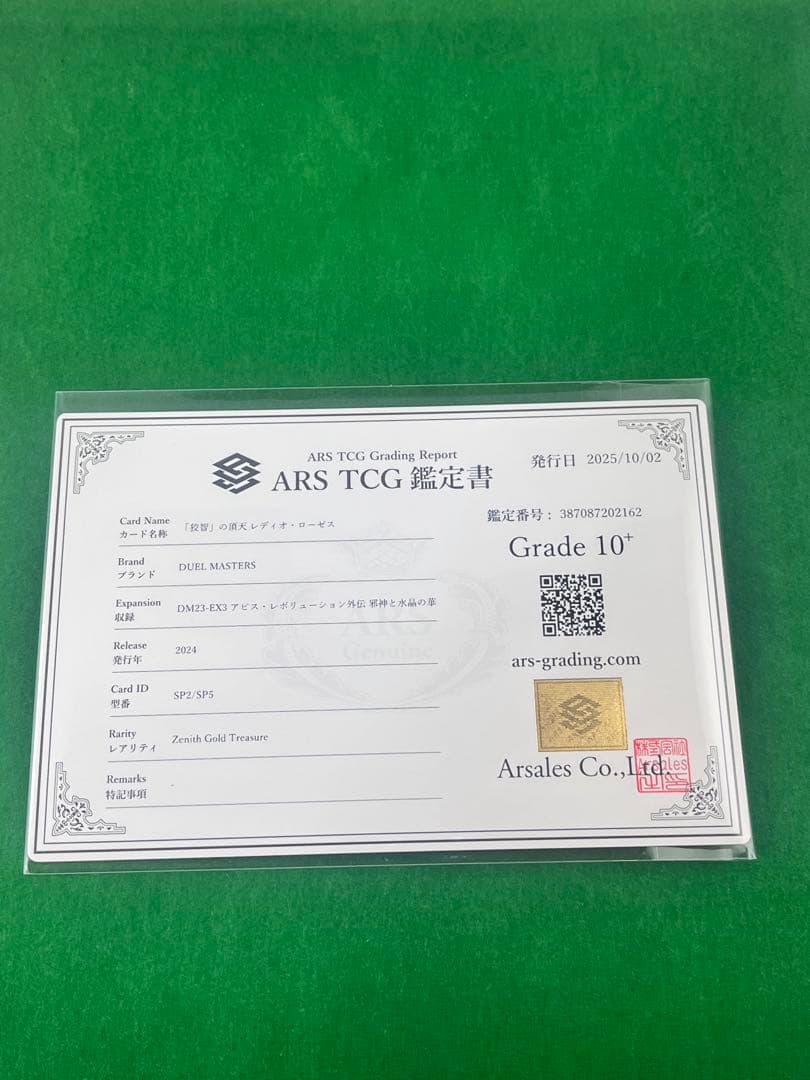 ARS TCG Grading Report
ARS TCG 鑑定書
発行日 2025/10/02
鑑定番号： 387087202162
Grade 10+
ars-grading.com
Arsales Co.,Ltd.
Card Name
カード名称
「狡智」の頂天 レディオ・ローゼス
Brand
ブランド
DUEL MASTERS
Expansion
収録
DM23-EX3 アビス・レボリューション外伝 邪神と水晶の華
Release
発行年
2024
Card ID
型番
SP2/SP5
Rarity
レアリティ
Zenith Gold Treasure
Remarks
特記事項
-
ARS
Genuine